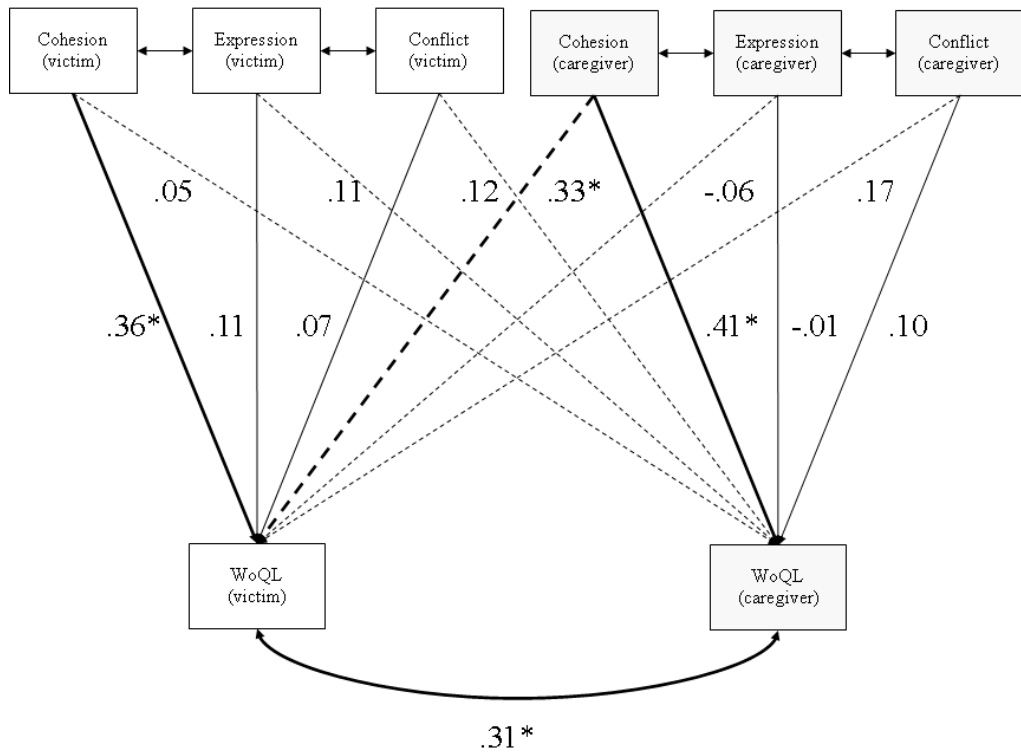 Cohesion
(victim)
Expression
(victim)
Conflict
(victim)
Cohesion
(caregiver)
Expression
(caregiver)
Conflict
(caregiver)
.05
.11
.12
.33*
-.06
.17
.36*
.11
.07
.41*
-.01
.10
WoQL
(victim)
WoQL
(caregiver)
.31*